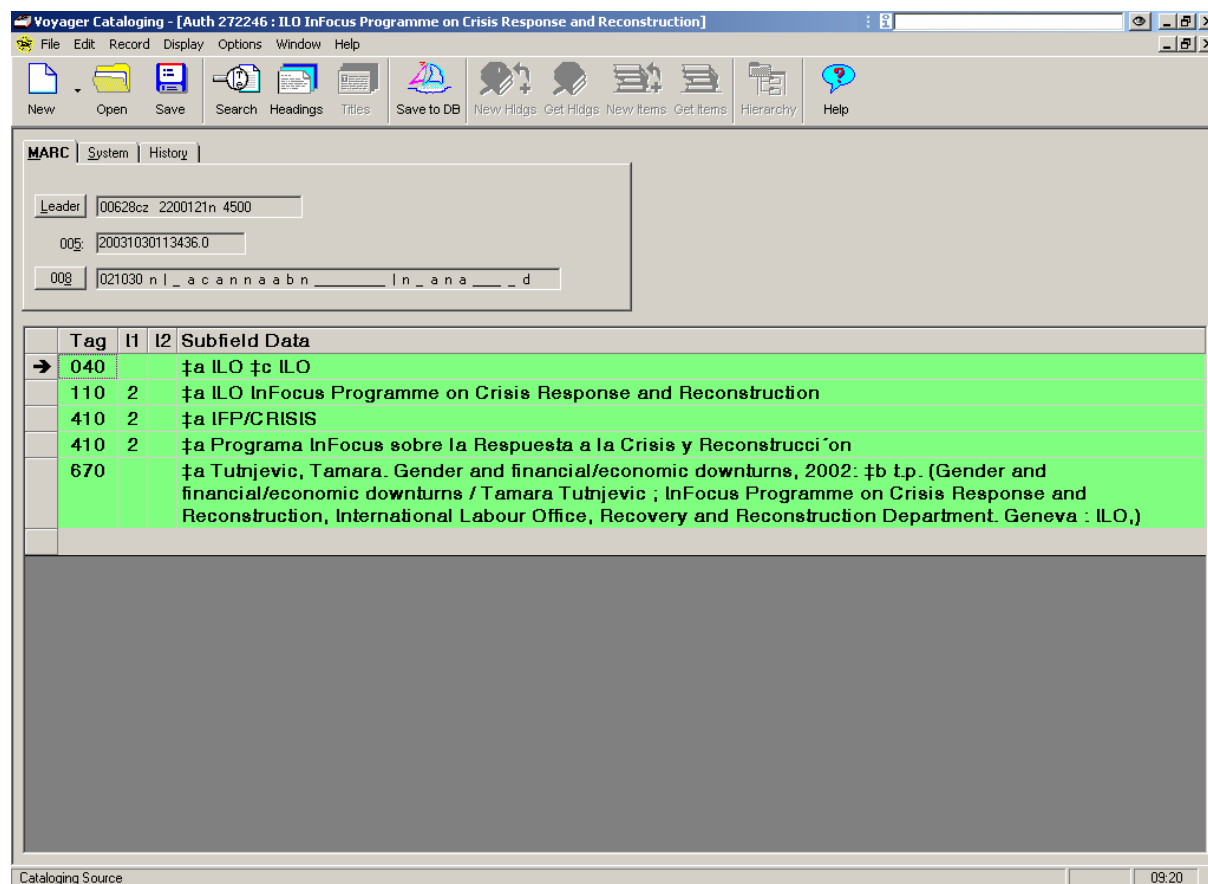 Voyager Cataloging - [Auth 272246 : ILO InFocus Programme on Crisis Response and Reconstruction]
File Edit Record Display Options Window Help
New Open Save Search Headings Titles Save to DB New Hldgs Get Hldgs New Items Get Items Hierarchy Help
MARC System History
Leader 00628cz 2200121n 4500
005: 20031030113436.0
008 021030 n | _ a c a n n a a b n ________ | n _ a n a ___ _ d
Tag I1 I2 Subfield Data
040 ‡a ILO ‡c ILO
110 2 ‡a ILO InFocus Programme on Crisis Response and Reconstruction
410 2 ‡a IFP/CRISIS
410 2 ‡a Programa InFocus sobre la Respuesta a la Crisis y Reconstrucci´on
670 ‡a Tutnjevic, Tamara. Gender and financial/economic downturns, 2002: ‡b t.p. (Gender and
financial/economic downturns / Tamara Tutnjevic ; InFocus Programme on Crisis Response and
Reconstruction, International Labour Office, Recovery and Reconstruction Department. Geneva : ILO,)
Cataloging Source 09:20